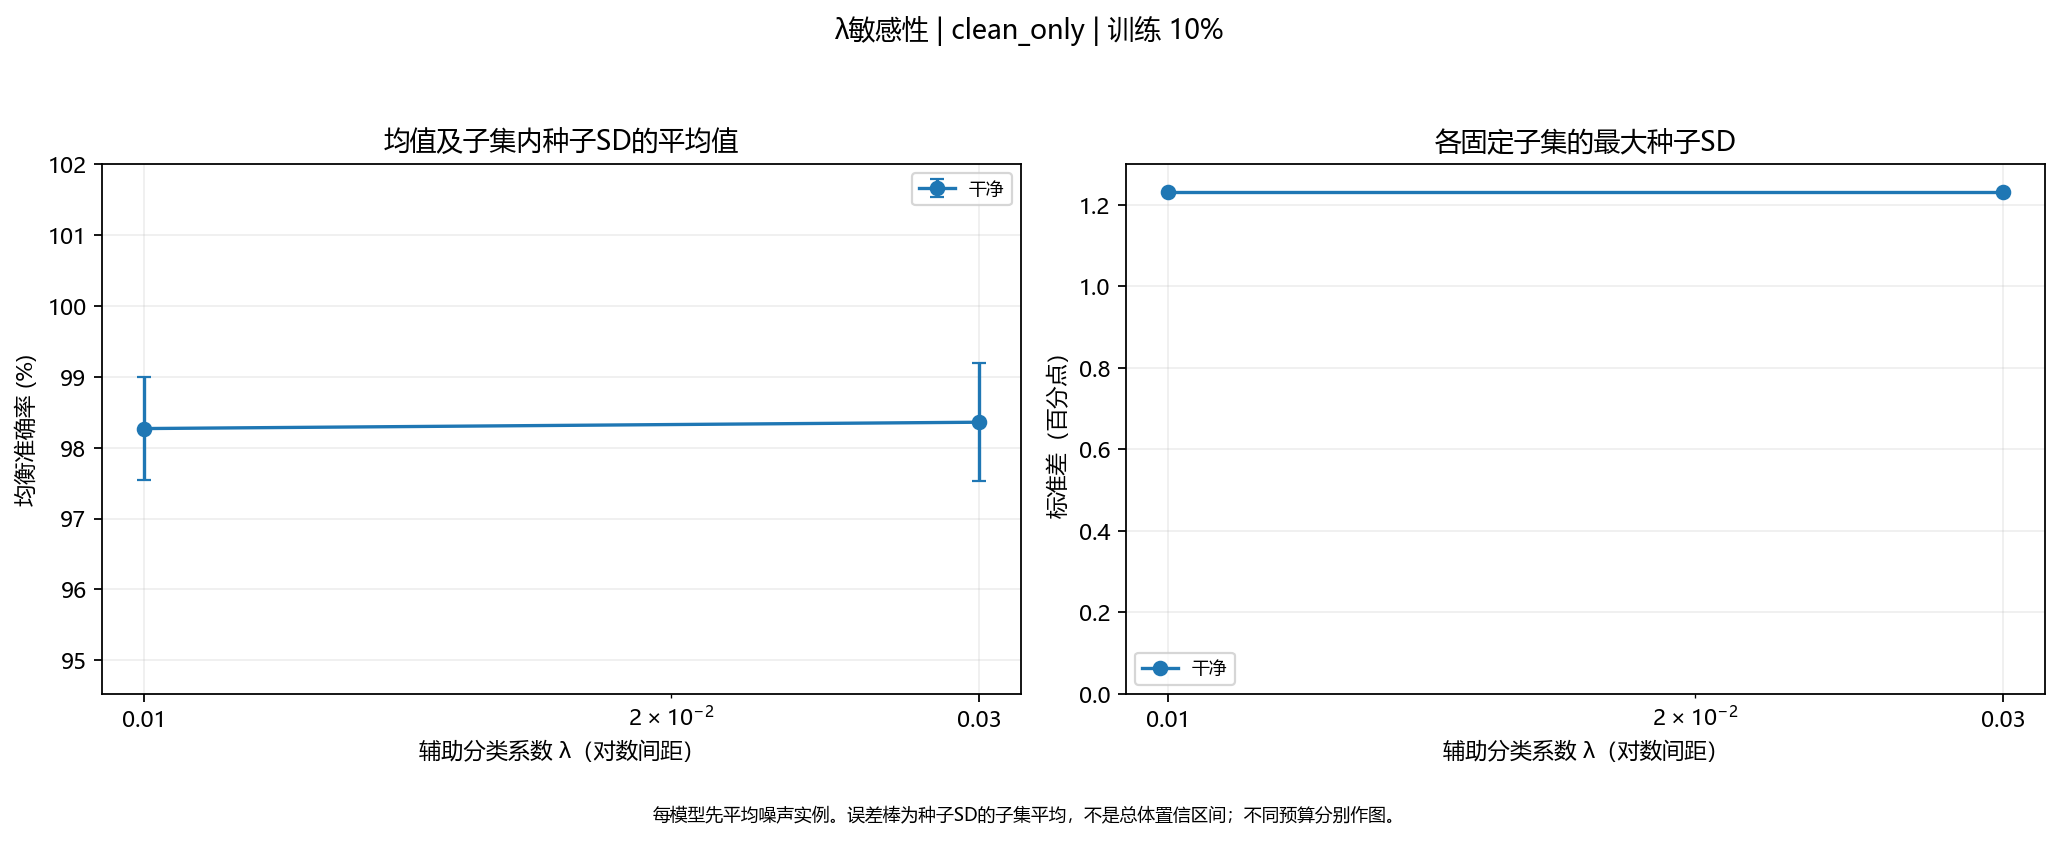 λ敏感性 | clean_only | 训练 10%
均值及子集内种子SD的平均值
102
101
100
99
98
97
96
95
均衡准确率 (%)
干净
0.01
2 × 10⁻²
0.03
辅助分类系数 λ（对数间距）
各固定子集的最大种子SD
1.2
1.0
0.8
0.6
0.4
0.2
0.0
标准差（百分点）
干净
0.01
2 × 10⁻²
0.03
辅助分类系数 λ（对数间距）
每模型先平均噪声实例。误差棒为种子SD的子集平均，不是总体置信区间；不同预算分别作图。